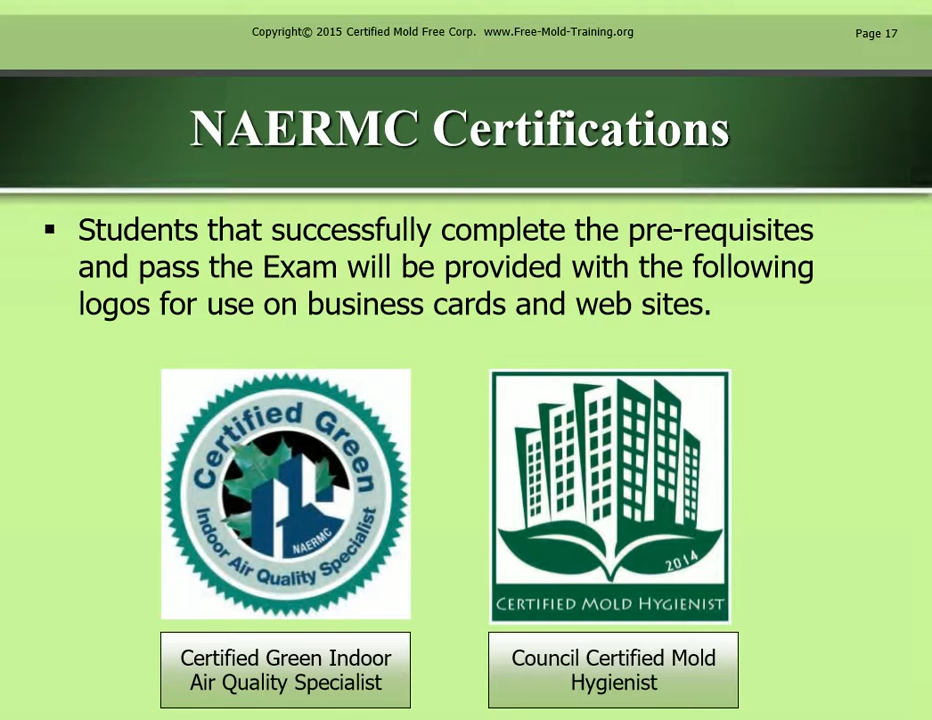 Copyright© 2015 Certified Mold Free Corp.  www.Free-Mold-Training.org
Page 17
NAERMC Certifications
▪ Students that successfully complete the pre-requisites
and pass the Exam will be provided with the following
logos for use on business cards and web sites.
Certified Green
NAERMC
Indoor Air Quality Specialist
2014
CERTIFIED MOLD HYGIENIST
Certified Green Indoor
Air Quality Specialist
Council Certified Mold
Hygienist